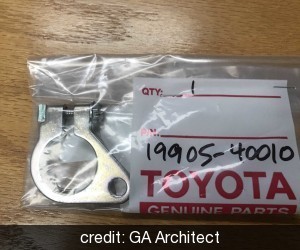 QTY: 1
P/N:
19905-40010
TOYOTA
GENUINE PARTS
credit: GA Architect